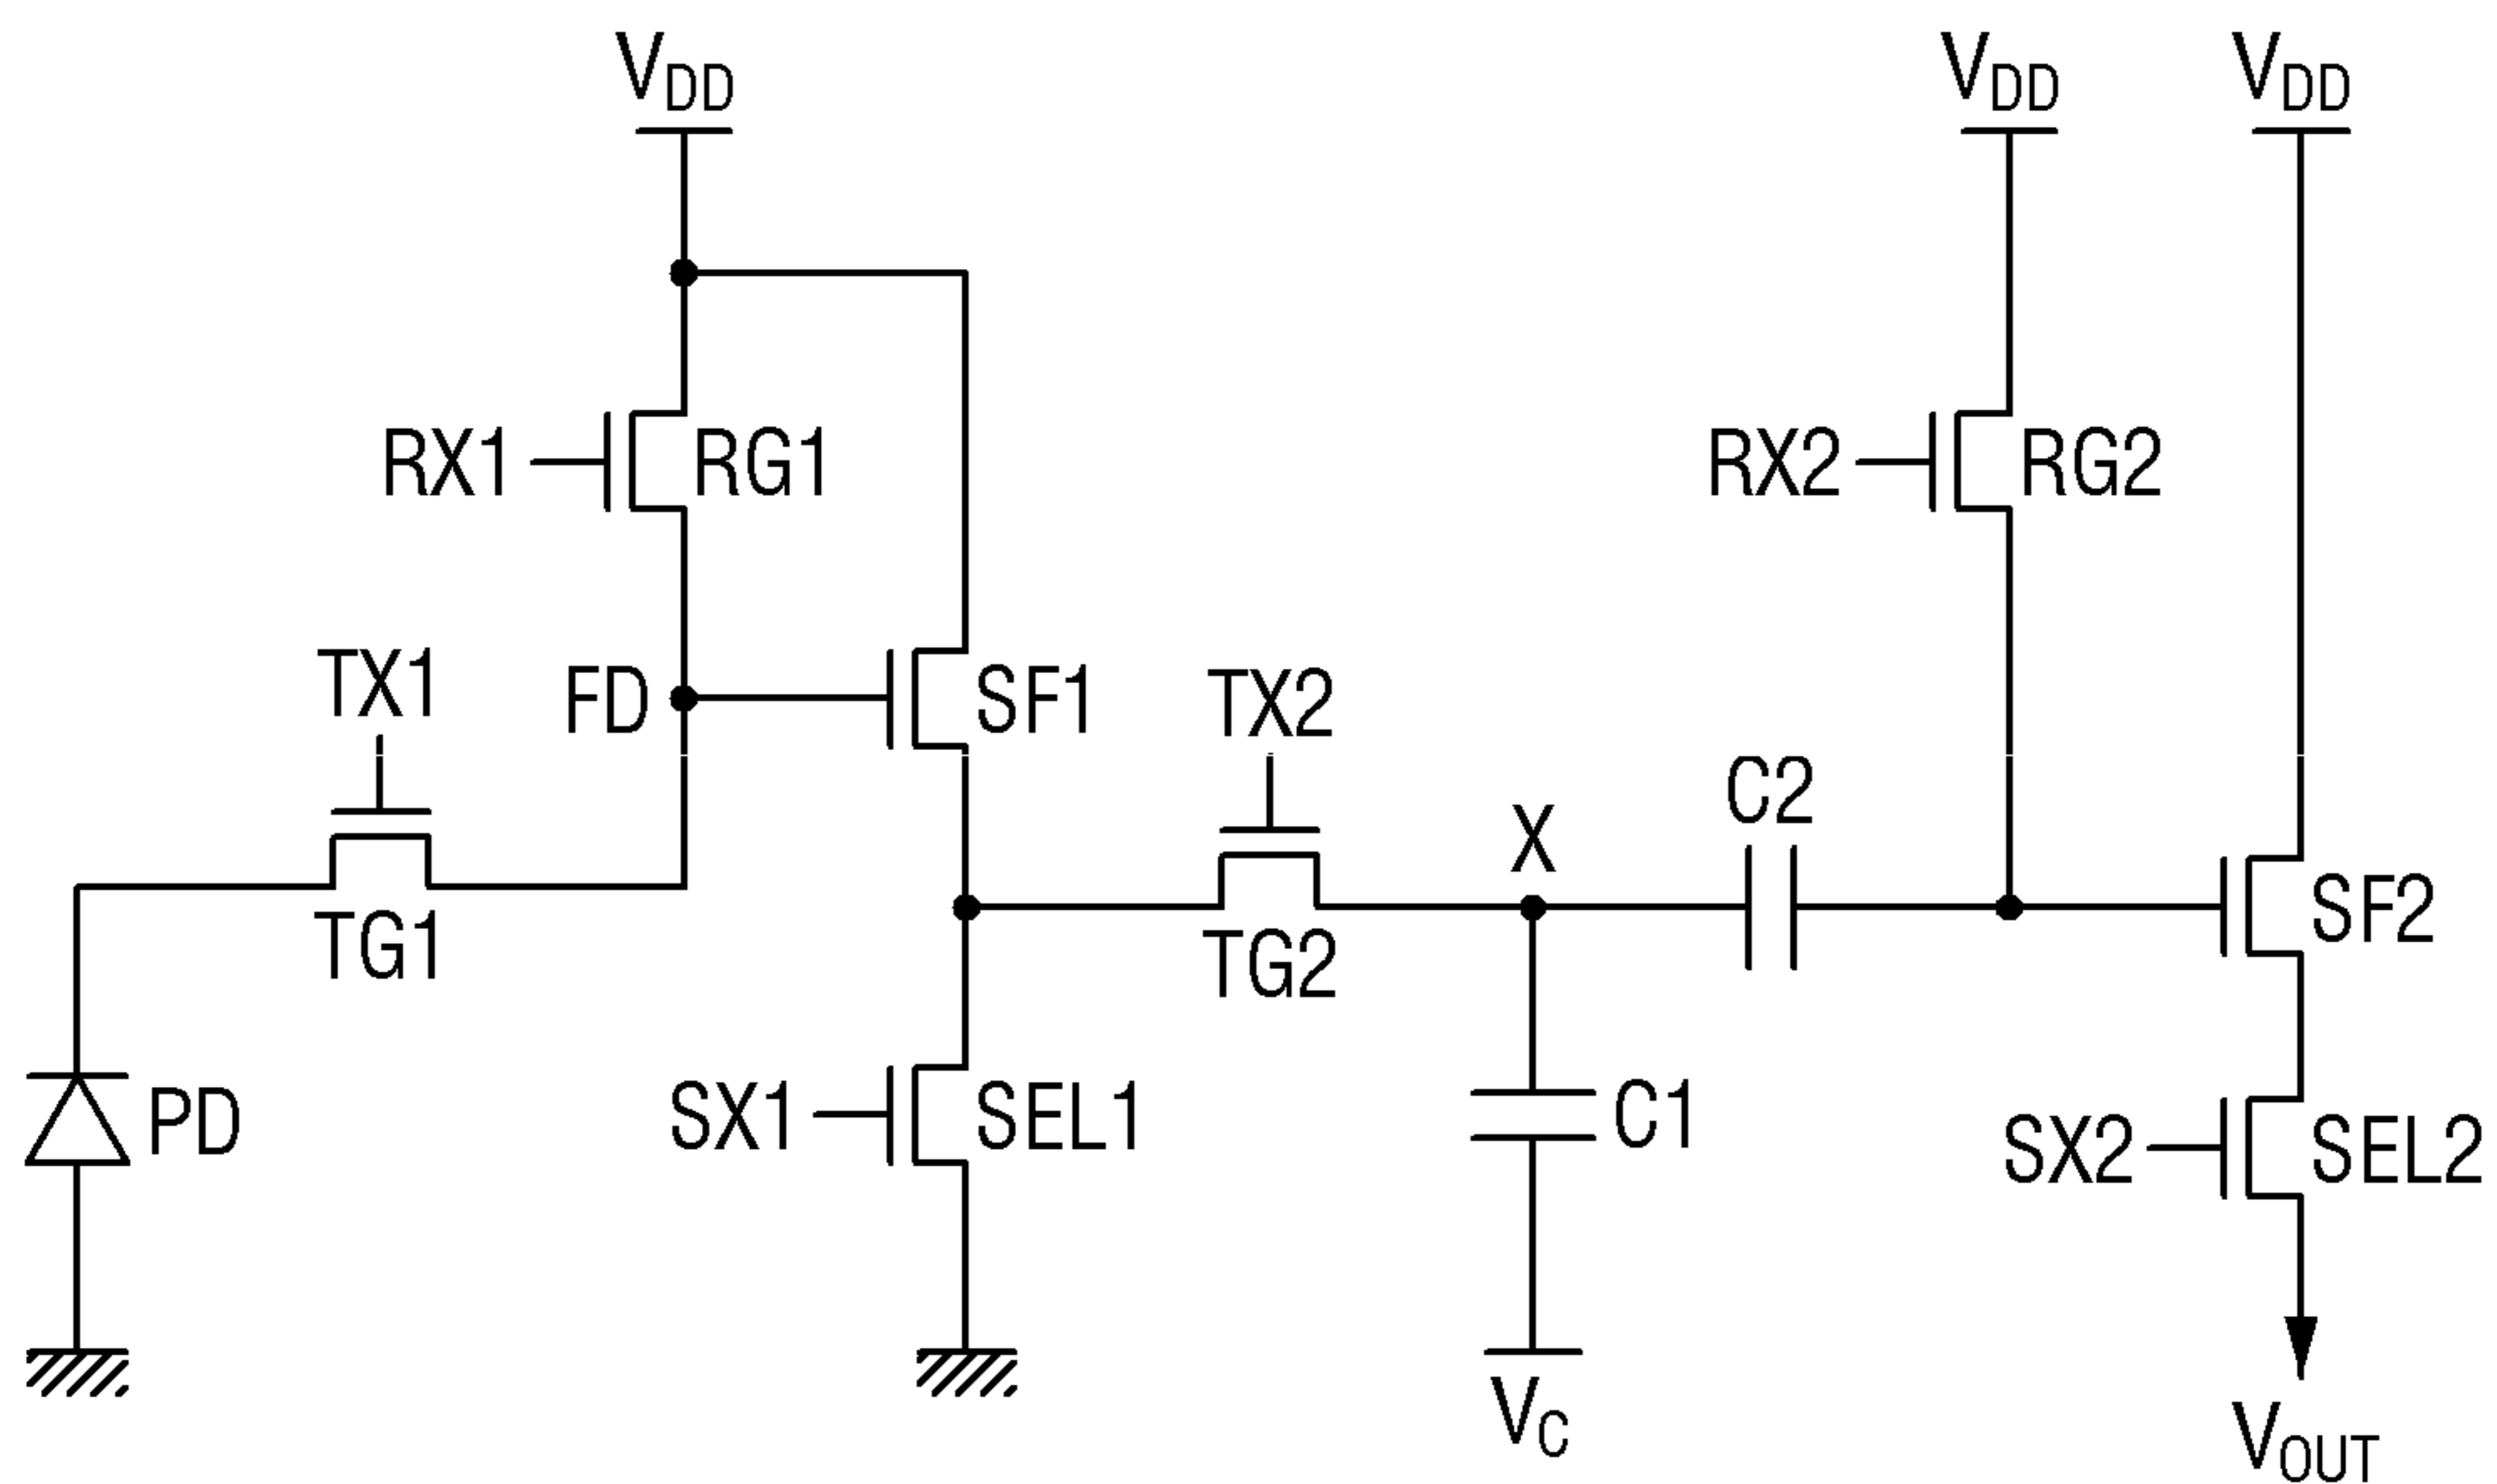 VDD VDD VDD
RX1 RG1 RX2 RG2
TX1 FD SF1 TX2
C2
X
TG1 TG2 SF2
PD SX1 SEL1 C1 SX2 SEL2
VC VOUT